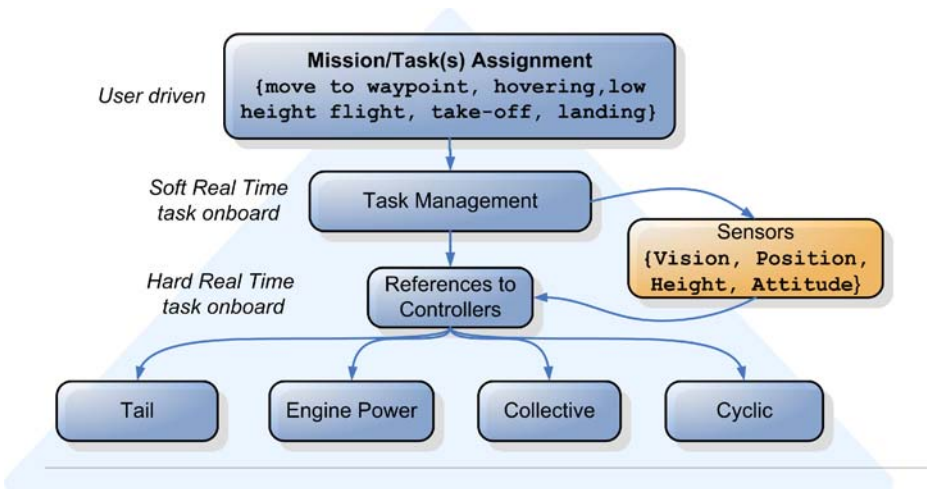 Mission/Task(s) Assignment
User driven
{move to waypoint, hovering,low
height flight, take-off, landing}
Soft Real Time
task onboard
Task Management
Sensors
{Vision, Position,
Height, Attitude}
Hard Real Time
task onboard
References to
Controllers
Tail
Engine Power
Collective
Cyclic